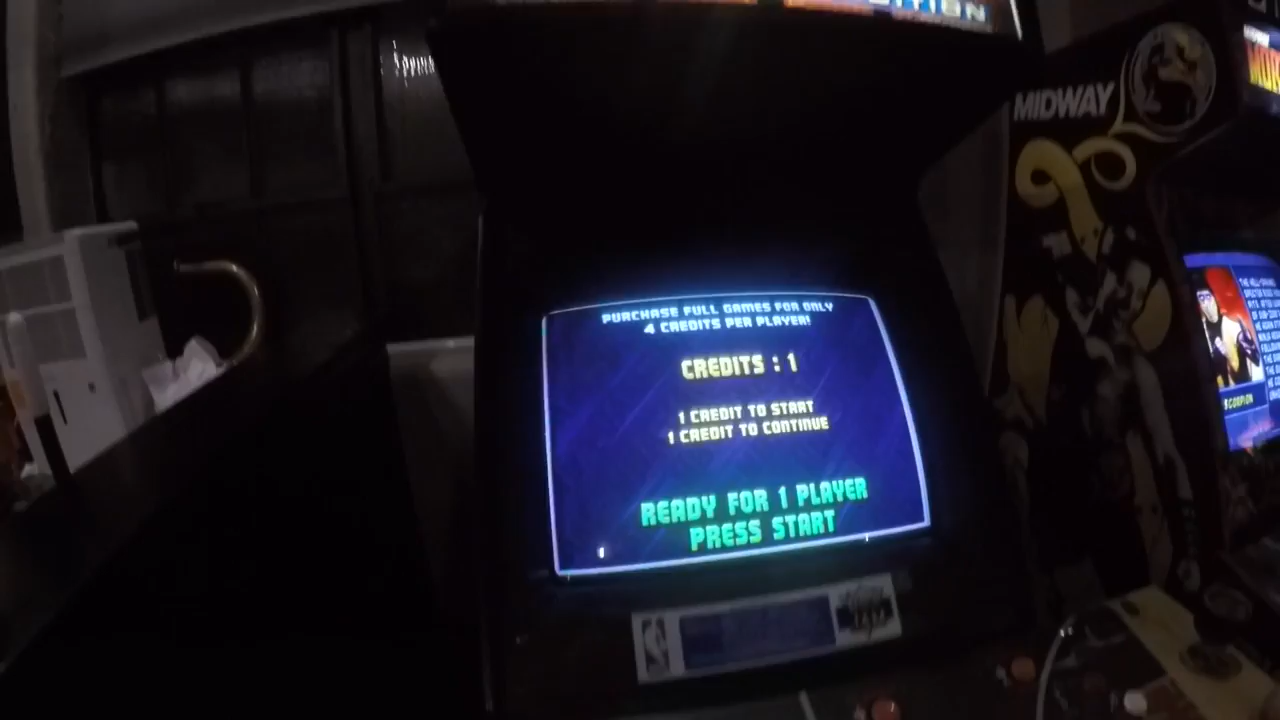 DITION
MIDWAY
PURCHASE FULL GAMES FOR ONLY
4 CREDITS PER PLAYER!
CREDITS : 1
1 CREDIT TO START
1 CREDIT TO CONTINUE
READY FOR 1 PLAYER
PRESS START
SCORPION